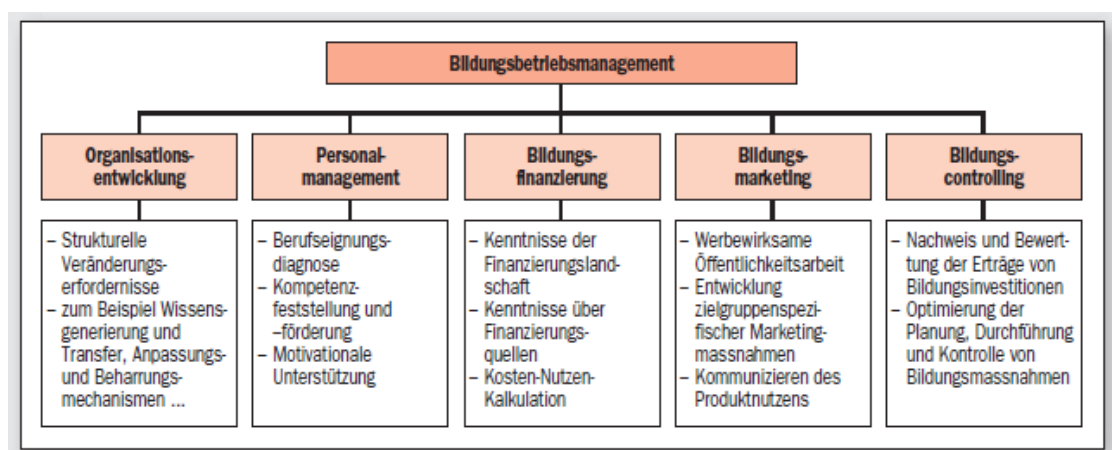 Bildungsbetriebsmanagement
Organisations-
entwicklung
– Strukturelle
Veränderungs-
erfordernisse
– zum Beispiel Wissens-
generierung und
Transfer, Anpassungs-
und Beharrungs-
mechanismen ...
Personal-
management
– Berufseignungs-
diagnose
– Kompetenz-
feststellung und
–förderung
– Motivationale
Unterstützung
Bildungs-
finanzierung
– Kenntnisse der
Finanzierungsland-
schaft
– Kenntnisse über
Finanzierungs-
quellen
– Kosten-Nutzen-
Kalkulation
Bildungs-
marketing
– Werbewirksame
Öffentlichkeitsarbeit
– Entwicklung
zielgruppenspezi-
fischer Marketing-
massnahmen
– Kommunizieren des
Produktnutzens
Bildungs-
controlling
– Nachweis und Bewert-
tung der Erträge von
Bildungsinvestitionen
– Optimierung der
Planung, Durchführung
und Kontrolle von
Bildungsmassnahmen